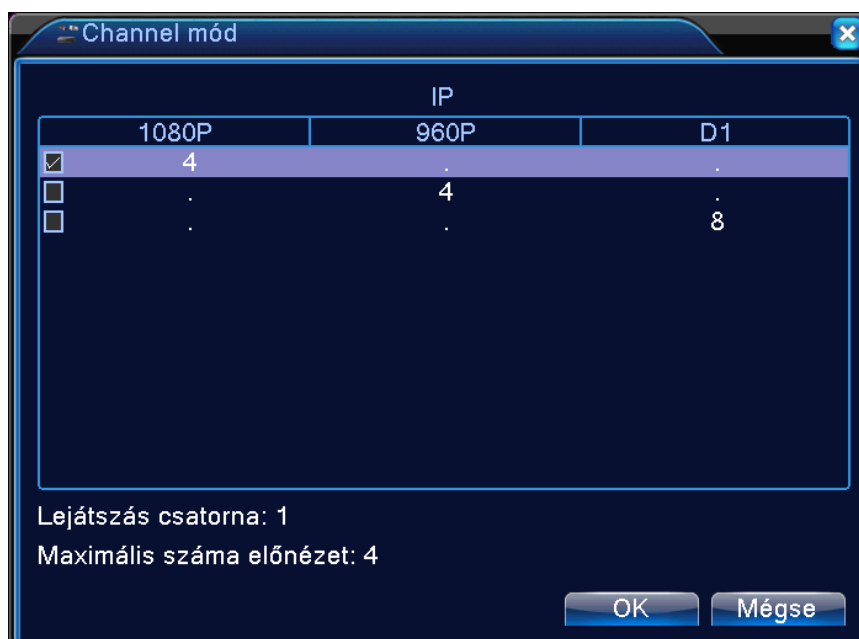 Channel mód
IP
1080P 960P D1
4 . .
. 4 .
. . 8
Lejátszás csatorna: 1
Maximális száma előnézet: 4
OK Mégse